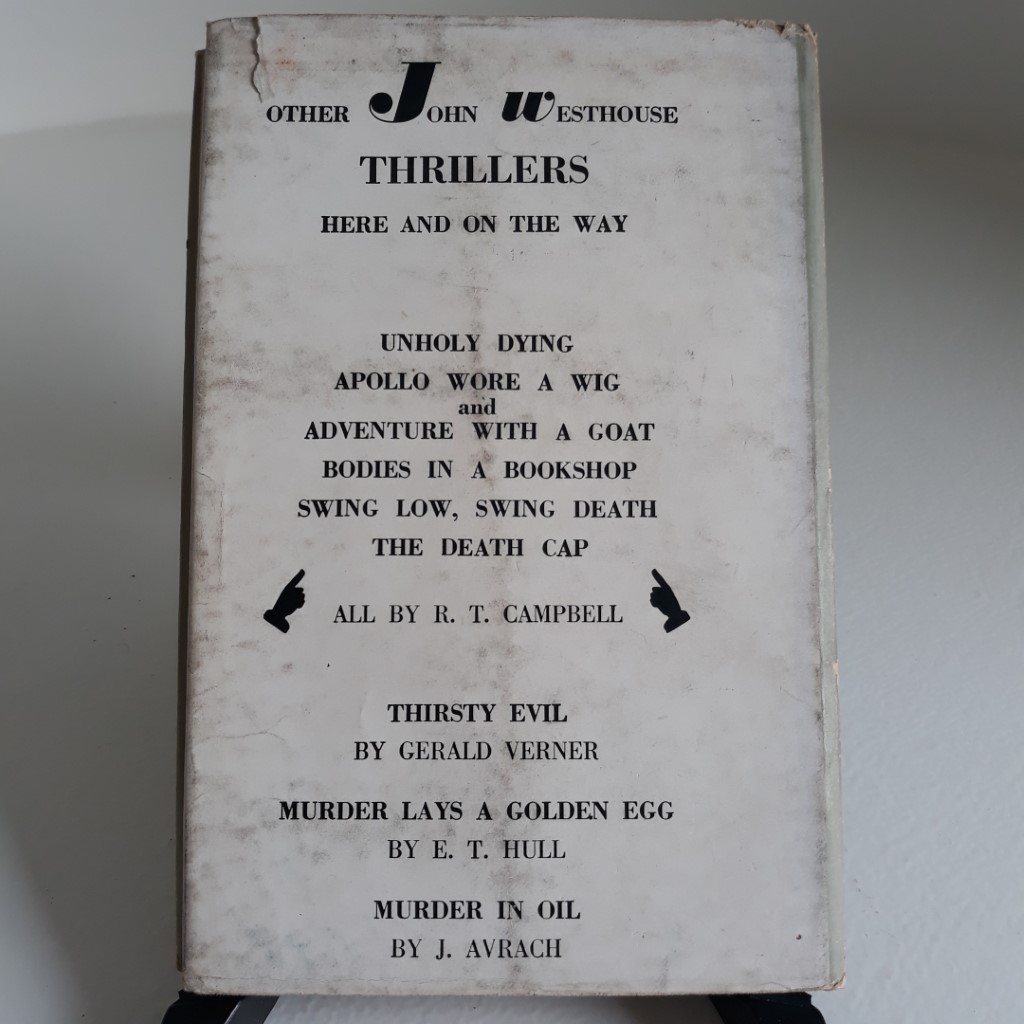 OTHER JOHN WESTHOUSE
THRILLERS
HERE AND ON THE WAY
UNHOLY DYING
APOLLO WORE A WIG
and
ADVENTURE WITH A GOAT
BODIES IN A BOOKSHOP
SWING LOW, SWING DEATH
THE DEATH CAP
ALL BY R. T. CAMPBELL
THIRSTY EVIL
BY GERALD VERNER
MURDER LAYS A GOLDEN EGG
BY E. T. HULL
MURDER IN OIL
BY J. AVRACH